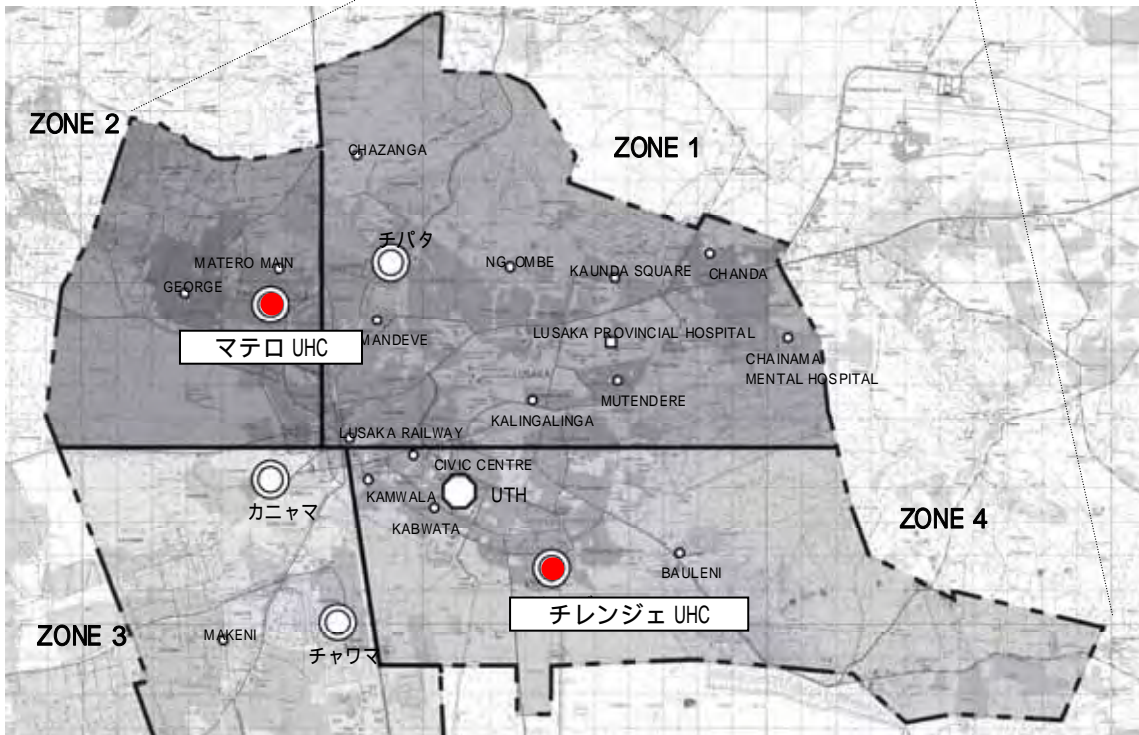 ZONE 2
CHAZANGA
ZONE 1
チパタ
MATERO MAIN
NG OMBE
KAUNDA SQUARE
CHANDA
GEORGE
マテロ UHC
MANDEVE
LUSAKA PROVINCIAL HOSPITAL
CHAINAMA
MENTAL HOSPITAL
MUTENDERE
KALINGALINGA
LUSAKA RAILWAY
CIVIC CENTRE
カニャマ
KAMWALA
UTH
KABWATA
ZONE 4
BAULENI
チレンジェ UHC
ZONE 3
MAKENI
チャワマ